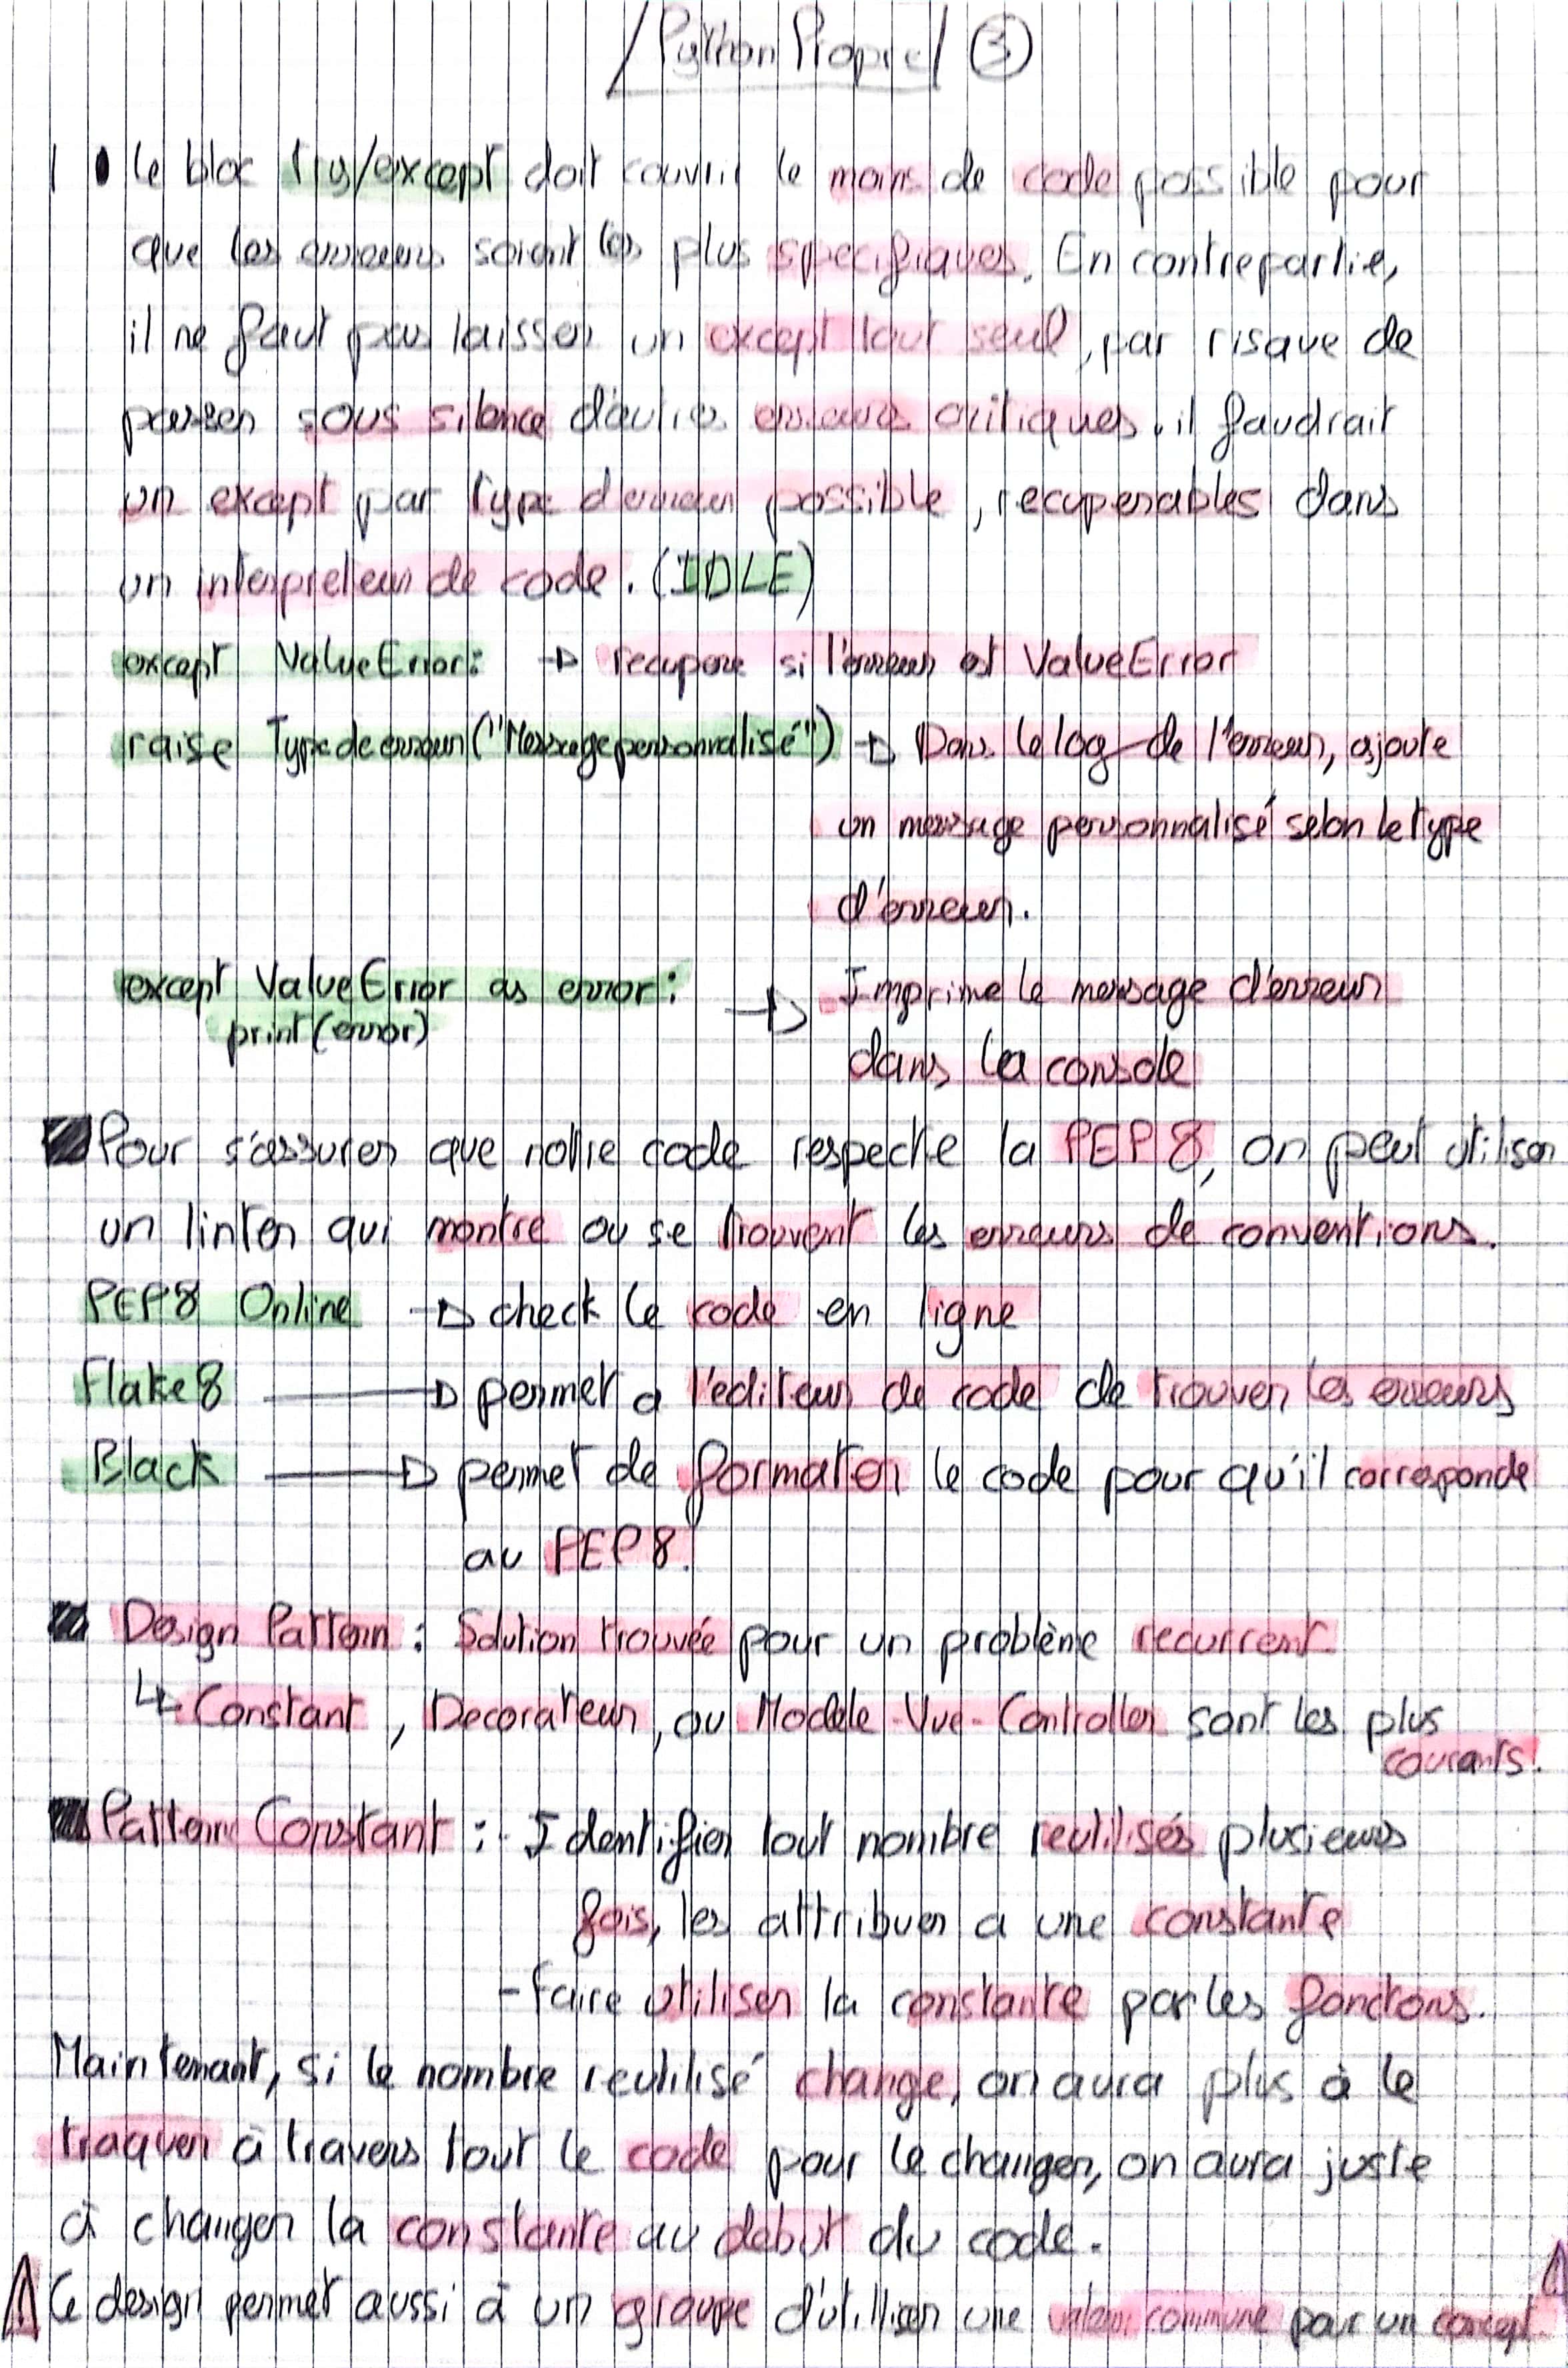 Python Propre ③
Le bloc try/except doit couvrir le moins de code possible pour
que les erreurs soient les plus specifiques. En contrepartie,
il ne faut pas laisser un except tout seul, par risque de
passer sous silence d'autres erreurs critiques. il faudrait
un except par type d'erreur possible, recuperables dans
un interpreteur de code. (IDLE)
except ValueError: → recupere si l'erreur est ValueError
raise Typedeerreur("Message personnalisé") → Dans le log de l'erreur, ajoute
un message personnalisé selon le type
d'erreur.
except ValueError as error: → Imprime le message d'erreur
print(error)
dans la console
Pour s'assurer que notre code respecte la PEP 8, on peut utiliser
un linter qui montre ou se trouvent les erreurs de conventions.
PEP8 Online → check le code en ligne
Flake8 → permet a l'editeur de code de trouver les erreurs
Black → permet de formater le code pour qu'il corresponde
au PEP8.
Design Pattern : Solution trouvée pour un problème recurrent.
↳ Constant, Decorateur, ou Modele-Vue-Controller sont les plus
courants.
Pattern Constant : - Identifier tout nombre reutilisés plusieurs
fois, les attribuer a une constante
- Faire utiliser la constante par les fonctons.
Maintenant, si le nombre reutilisé change, on aura plus à le
traquer à travers tout le code pour le changer, on aura juste
à changer la constante au debut du code.
⚠ Ce design permet aussi à un groupe d'utiliser une valeur commune pour un concept. ⚠